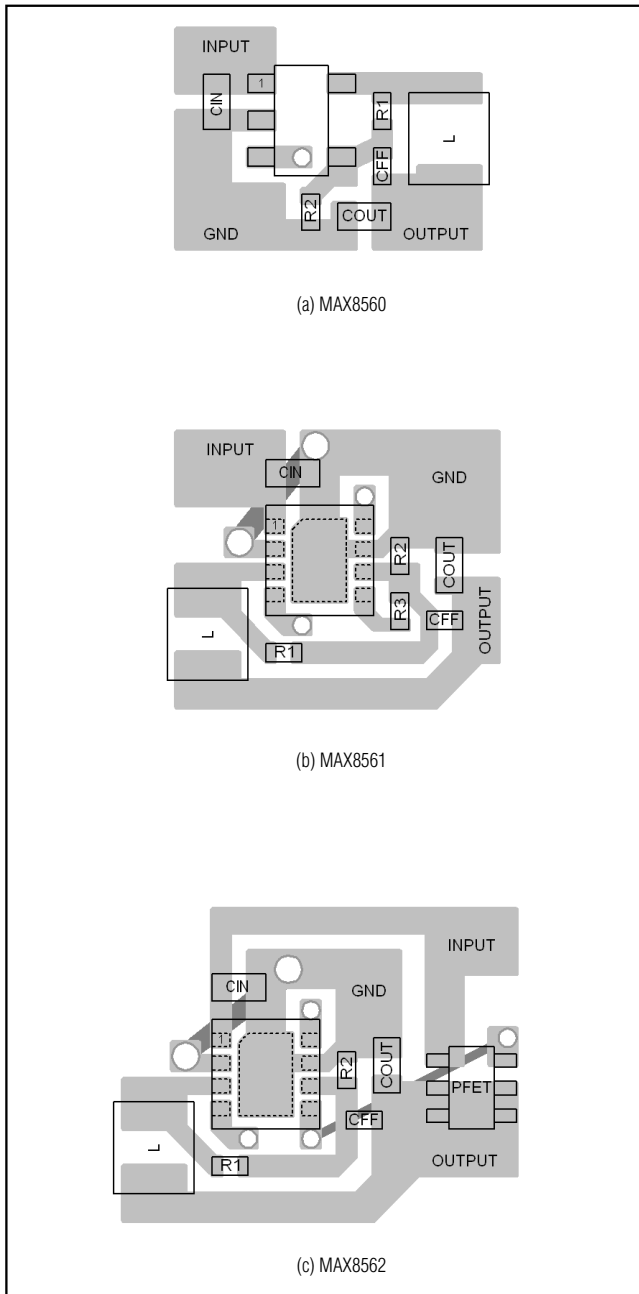 INPUT
1
CIN
R1
L
CFF
R2
COUT
GND
OUTPUT
(a) MAX8560
INPUT
CIN
GND
1
R2
COUT
R3
CFF
OUTPUT
L
R1
(b) MAX8561
INPUT
CIN
GND
1
R2
COUT
PFET
CFF
L
R1
OUTPUT
(c) MAX8562